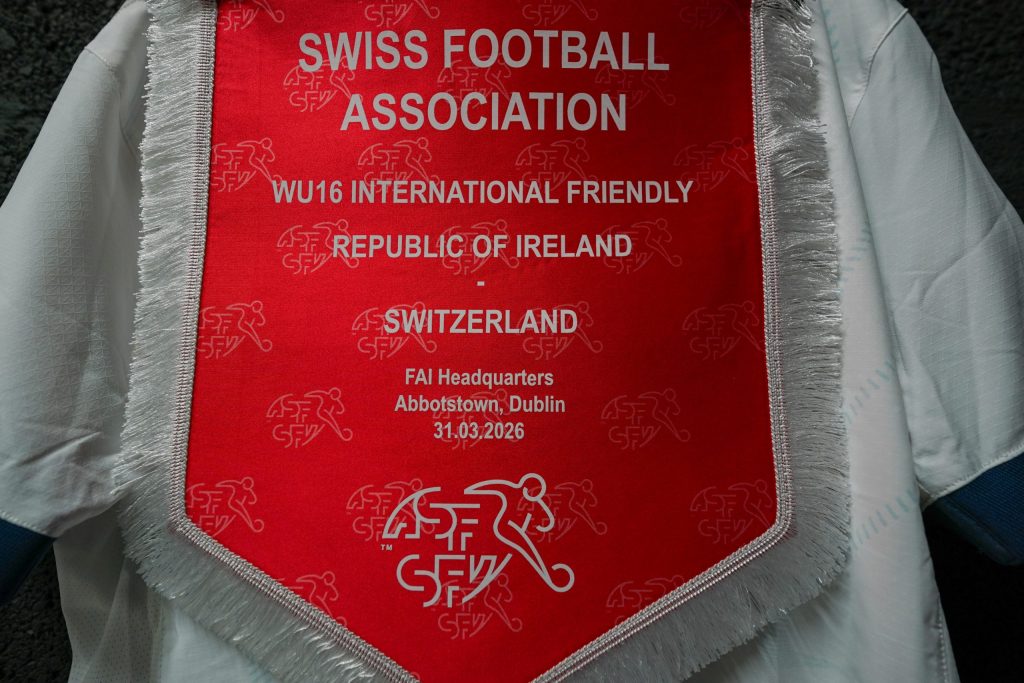 SWISS FOOTBALL
ASSOCIATION
WU16 INTERNATIONAL FRIENDLY
REPUBLIC OF IRELAND
-
SWITZERLAND
FAI Headquarters
Abbotstown, Dublin
31.03.2026
ASF
™
SFV